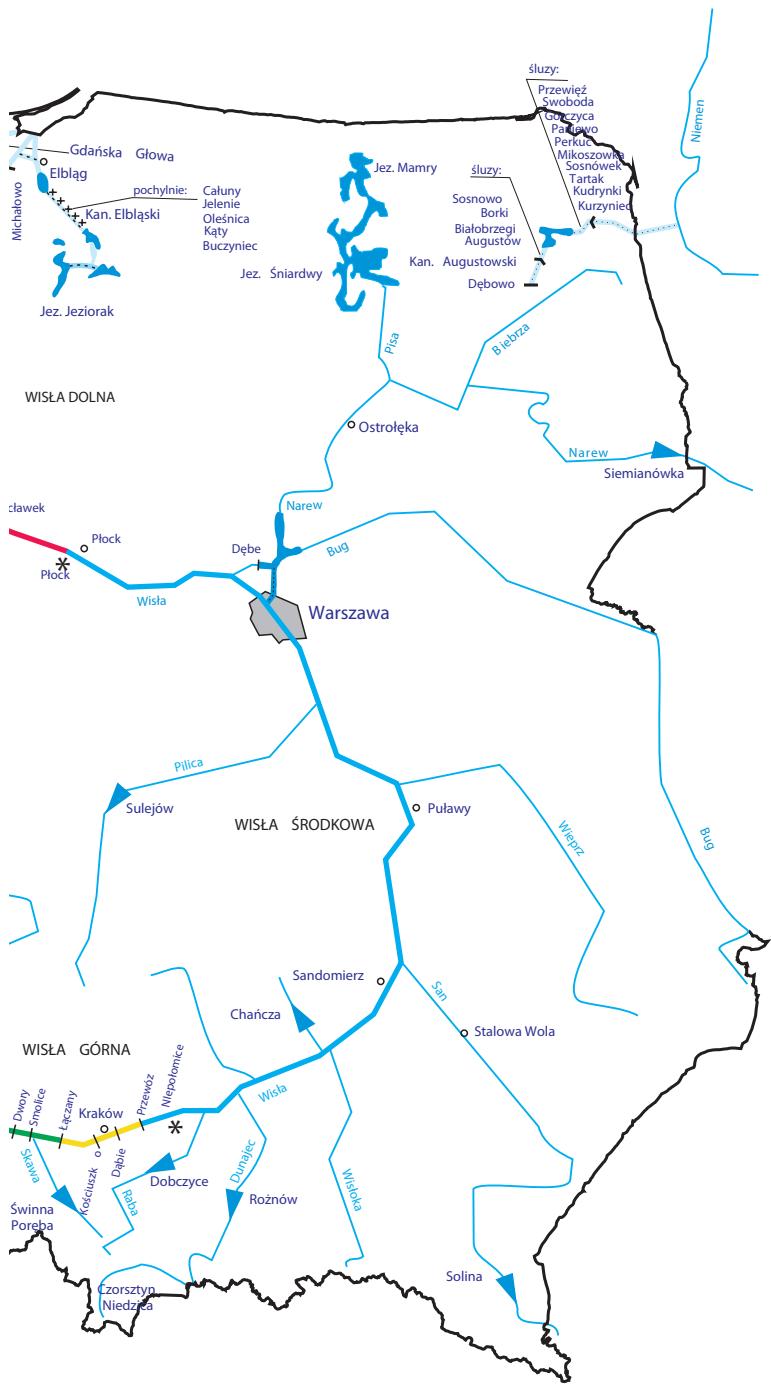 śluzy:
Przewięź
Swoboda
Gorczyca
Paniewo
Perkuc
Mikoszówka
Sosnówek
Tartak
Kudrynki
Kurzyniec
Niemen
Gdańska Głowa
Elbląg
Michałowo
pochylnie:
Całuny
Jelenie
Oleśnica
Kąty
Buczyniec
Kan. Elbląski
Jez. Jeziorak
Jez. Mamry
Jez. Śniardwy
śluzy:
Sosnowo
Borki
Białobrzegi
Augustów
Kan. Augustowski
Dębowo
Pisa
Biebrza
WISŁA DOLNA
Ostrołęka
Narew
Siemianówka
cławek
Płock
Płock
Narew
Dębe
Bug
Wisła
Warszawa
Pilica
Sulejów
WISŁA ŚRODKOWA
Puławy
Wieprz
Bug
Sandomierz
San
Chańcza
Stalowa Wola
WISŁA GÓRNA
Dwory
Smolice
Łączany
Kraków
Przewóz
Niepołomice
Wisła
Skawa
Kościuszk
o
Dąbie
Raba
Dobczyce
Dunajec
Rożnów
Wisłoka
Świnna
Poręba
Czorsztyn
Niedzica
Solina